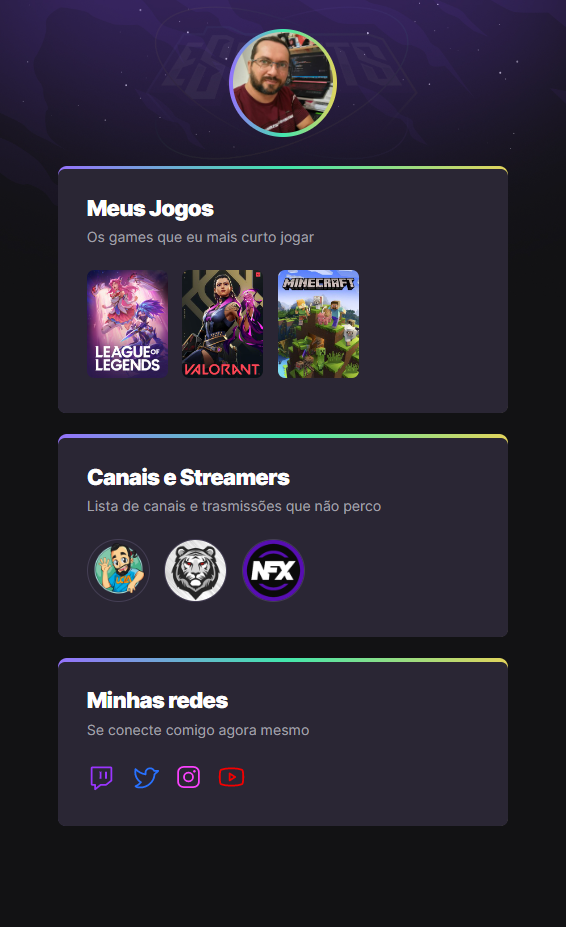 ESPORTS
Meus Jogos
Os games que eu mais curto jogar
LEAGUE OF
LEGENDS
VALORANT
MINECRAFT
Canais e Streamers
Lista de canais e trasmissões que não perco
NFX
Minhas redes
Se conecte comigo agora mesmo